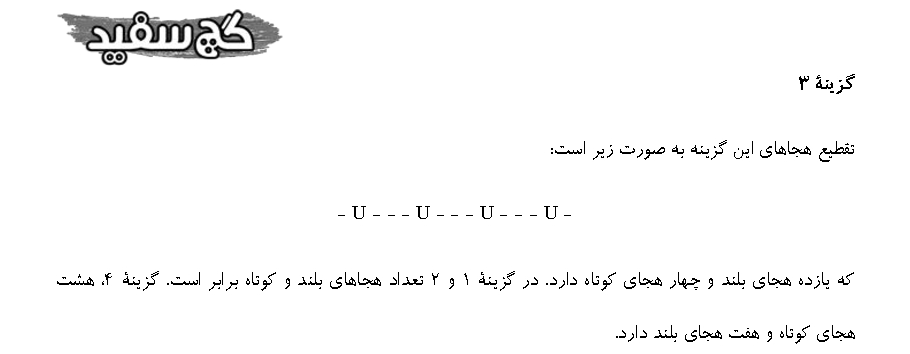 گچ سفید
گزینهٔ ۳
تقطیع هجاهای این گزینه به صورت زیر است:
- U - - - U - - - U - - - U -
که یازده هجای بلند و چهار هجای کوتاه دارد. در گزینهٔ ۱ و ۲ تعداد هجاهای بلند و کوتاه برابر است. گزینهٔ ۴، هشت
هجای کوتاه و هفت هجای بلند دارد.